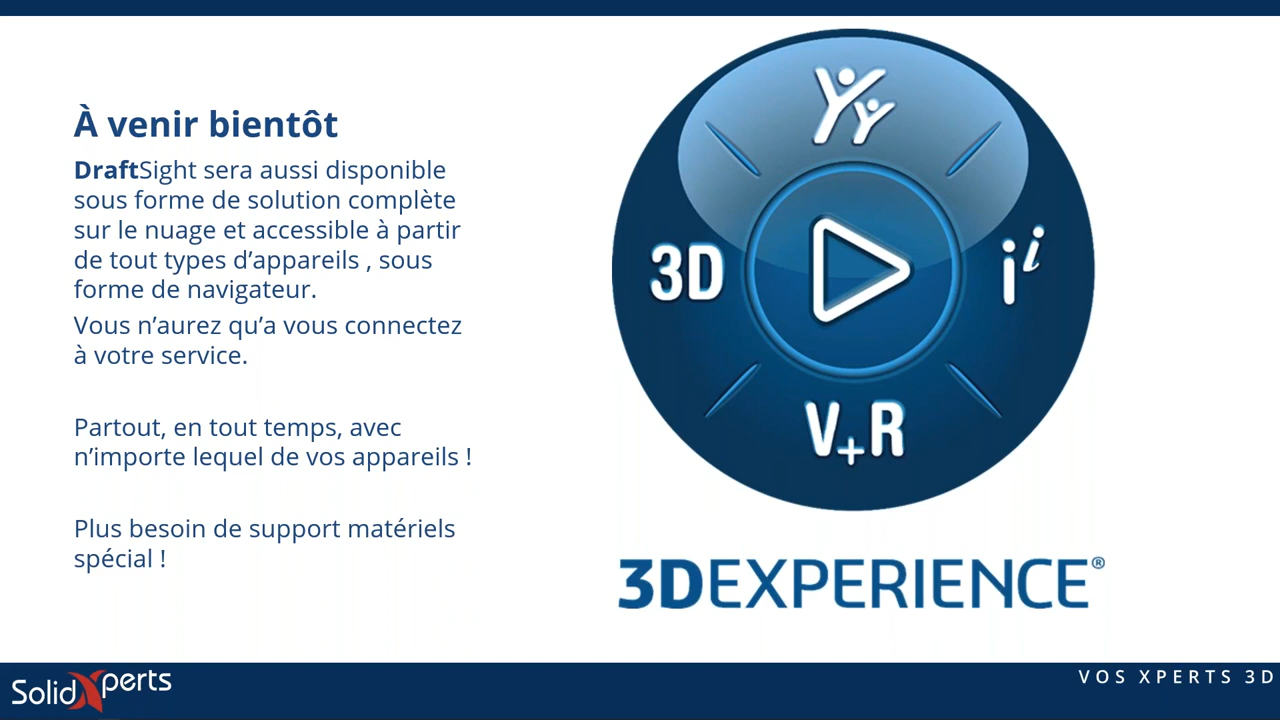 À venir bientôt
DraftSight sera aussi disponible
sous forme de solution complète
sur le nuage et accessible à partir
de tout types d’appareils , sous
forme de navigateur.
Vous n’aurez qu’a vous connectez
à votre service.
Partout, en tout temps, avec
n’importe lequel de vos appareils !
Plus besoin de support matériels
spécial !
3D
i i
V+R
3DEXPERIENCE®
SolidXperts
VOS XPERTS 3D